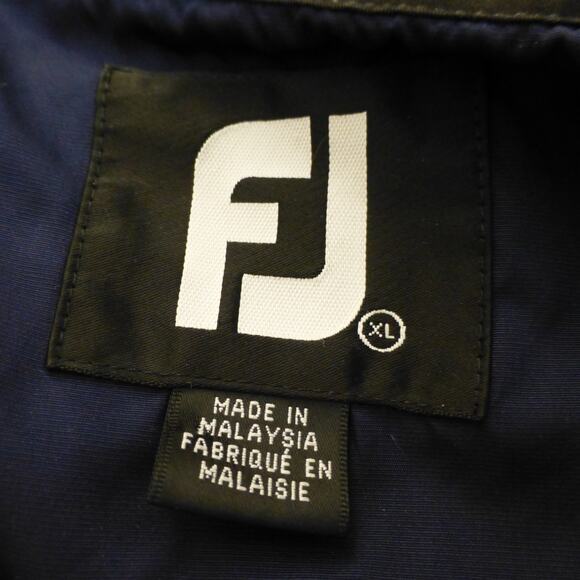 FJ
XL
MADE IN
MALAYSIA
FABRIQUÉ EN
MALAISIE